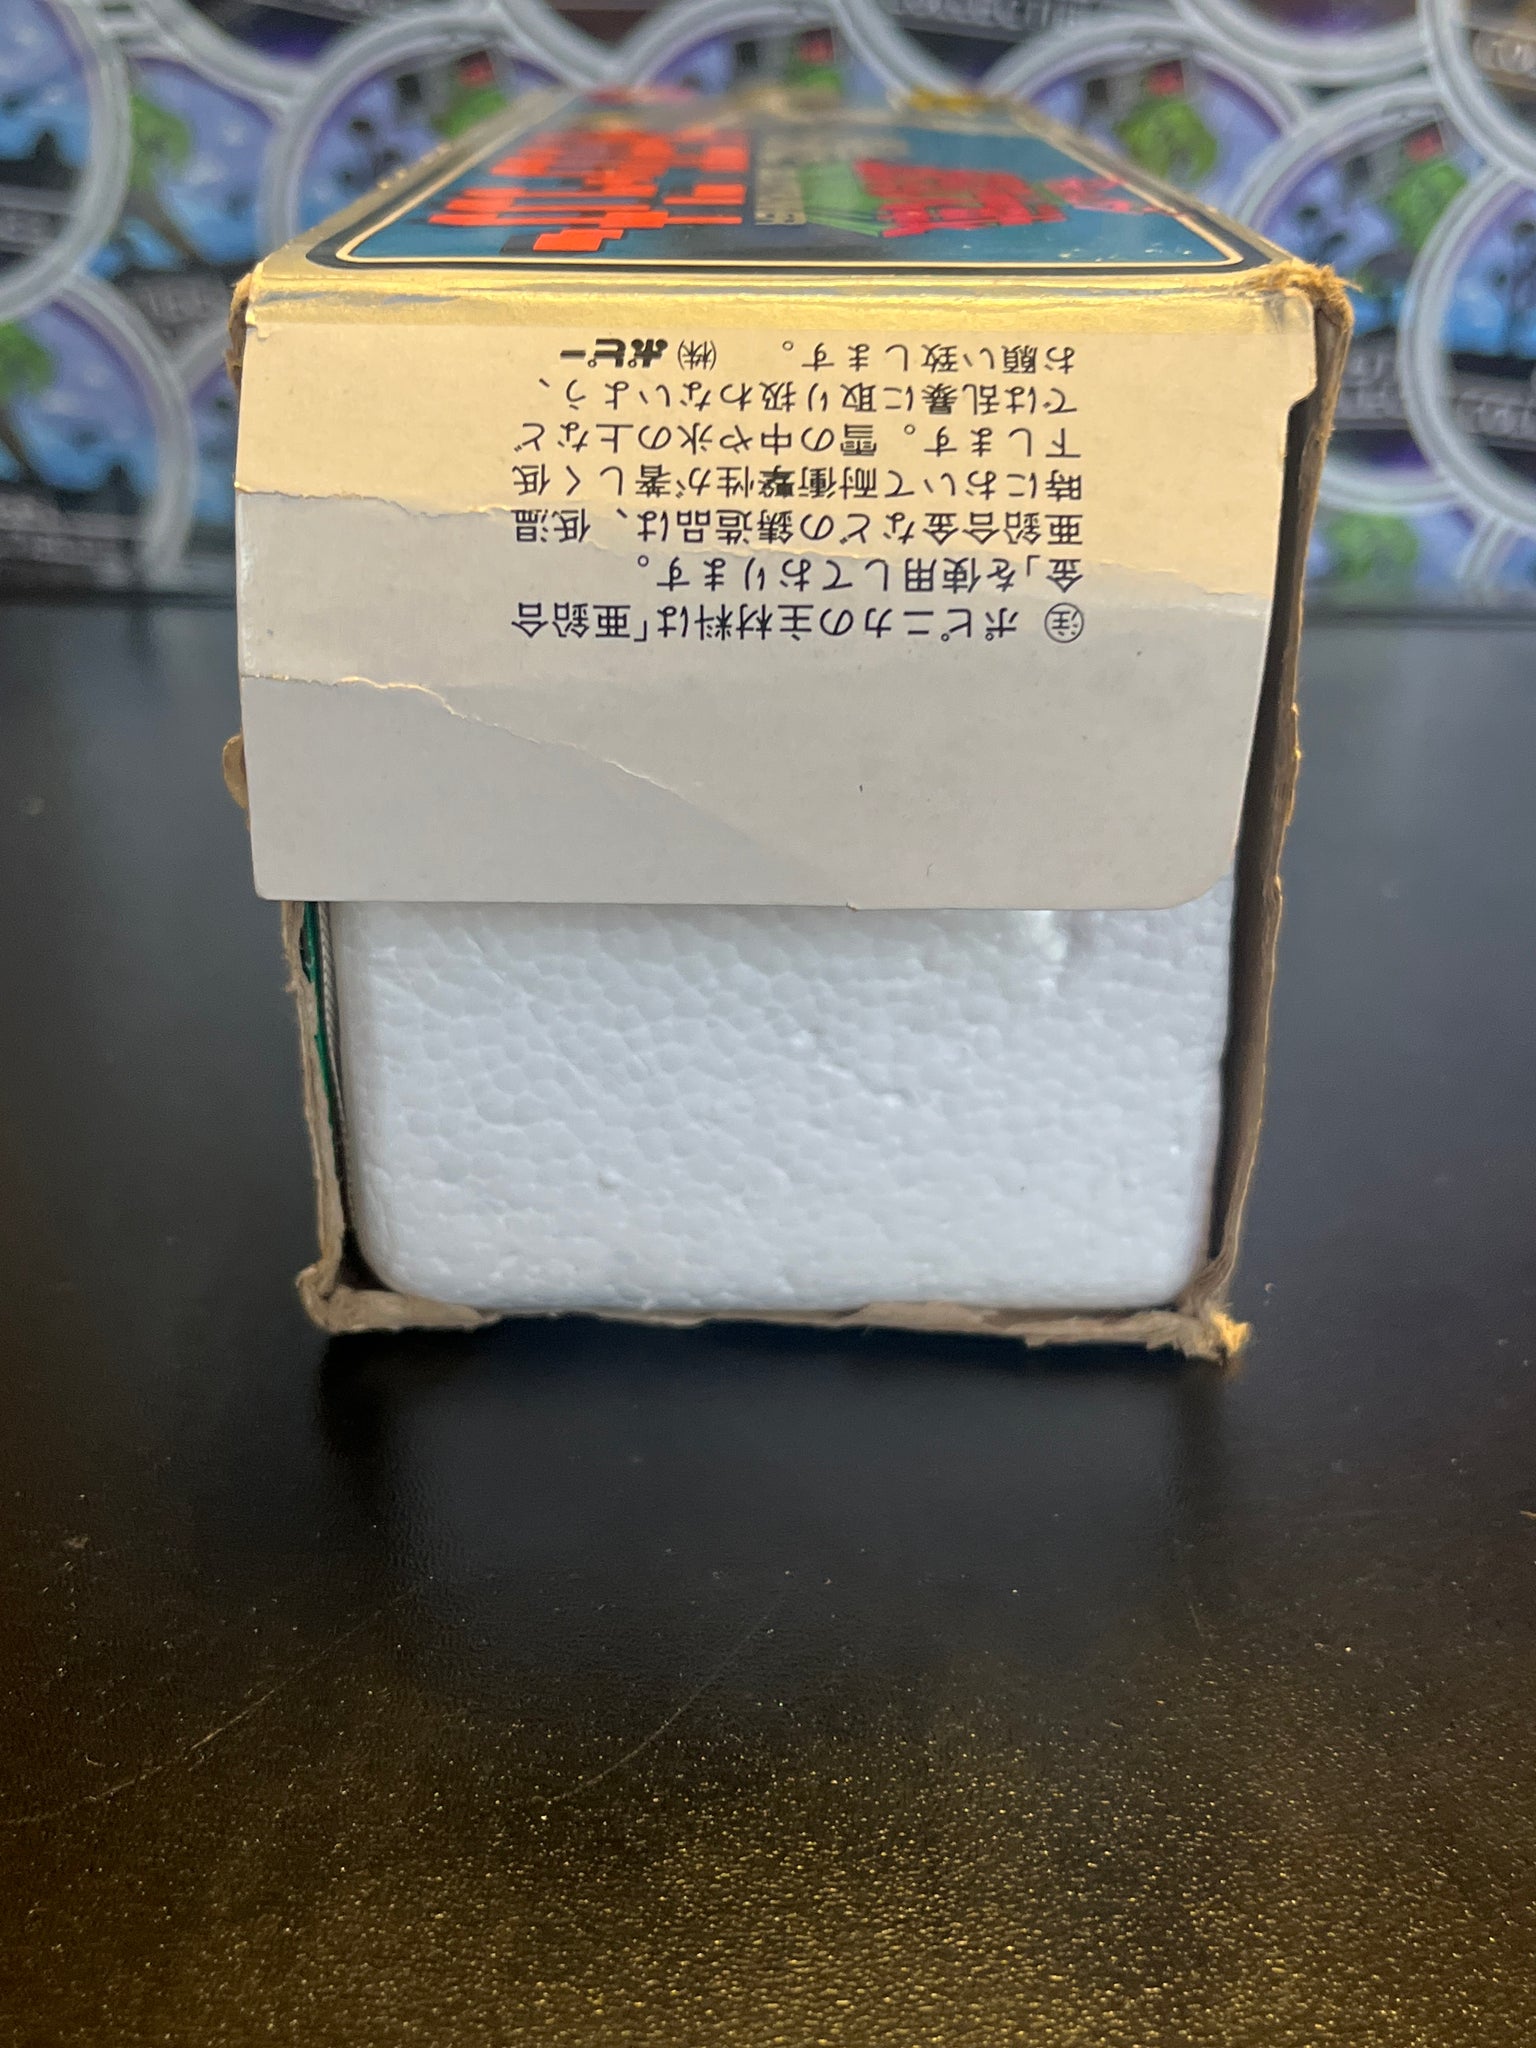 ㊟ ポピニカの主材料は「亜鉛合
金」を使用しております。
亜鉛合金などの鋳造品は、低温
時において耐衝撃性が著しく低
下します。雪の中や氷の上など
では乱暴に取り扱わないよう、
お願い致します。 ㈱ポピー